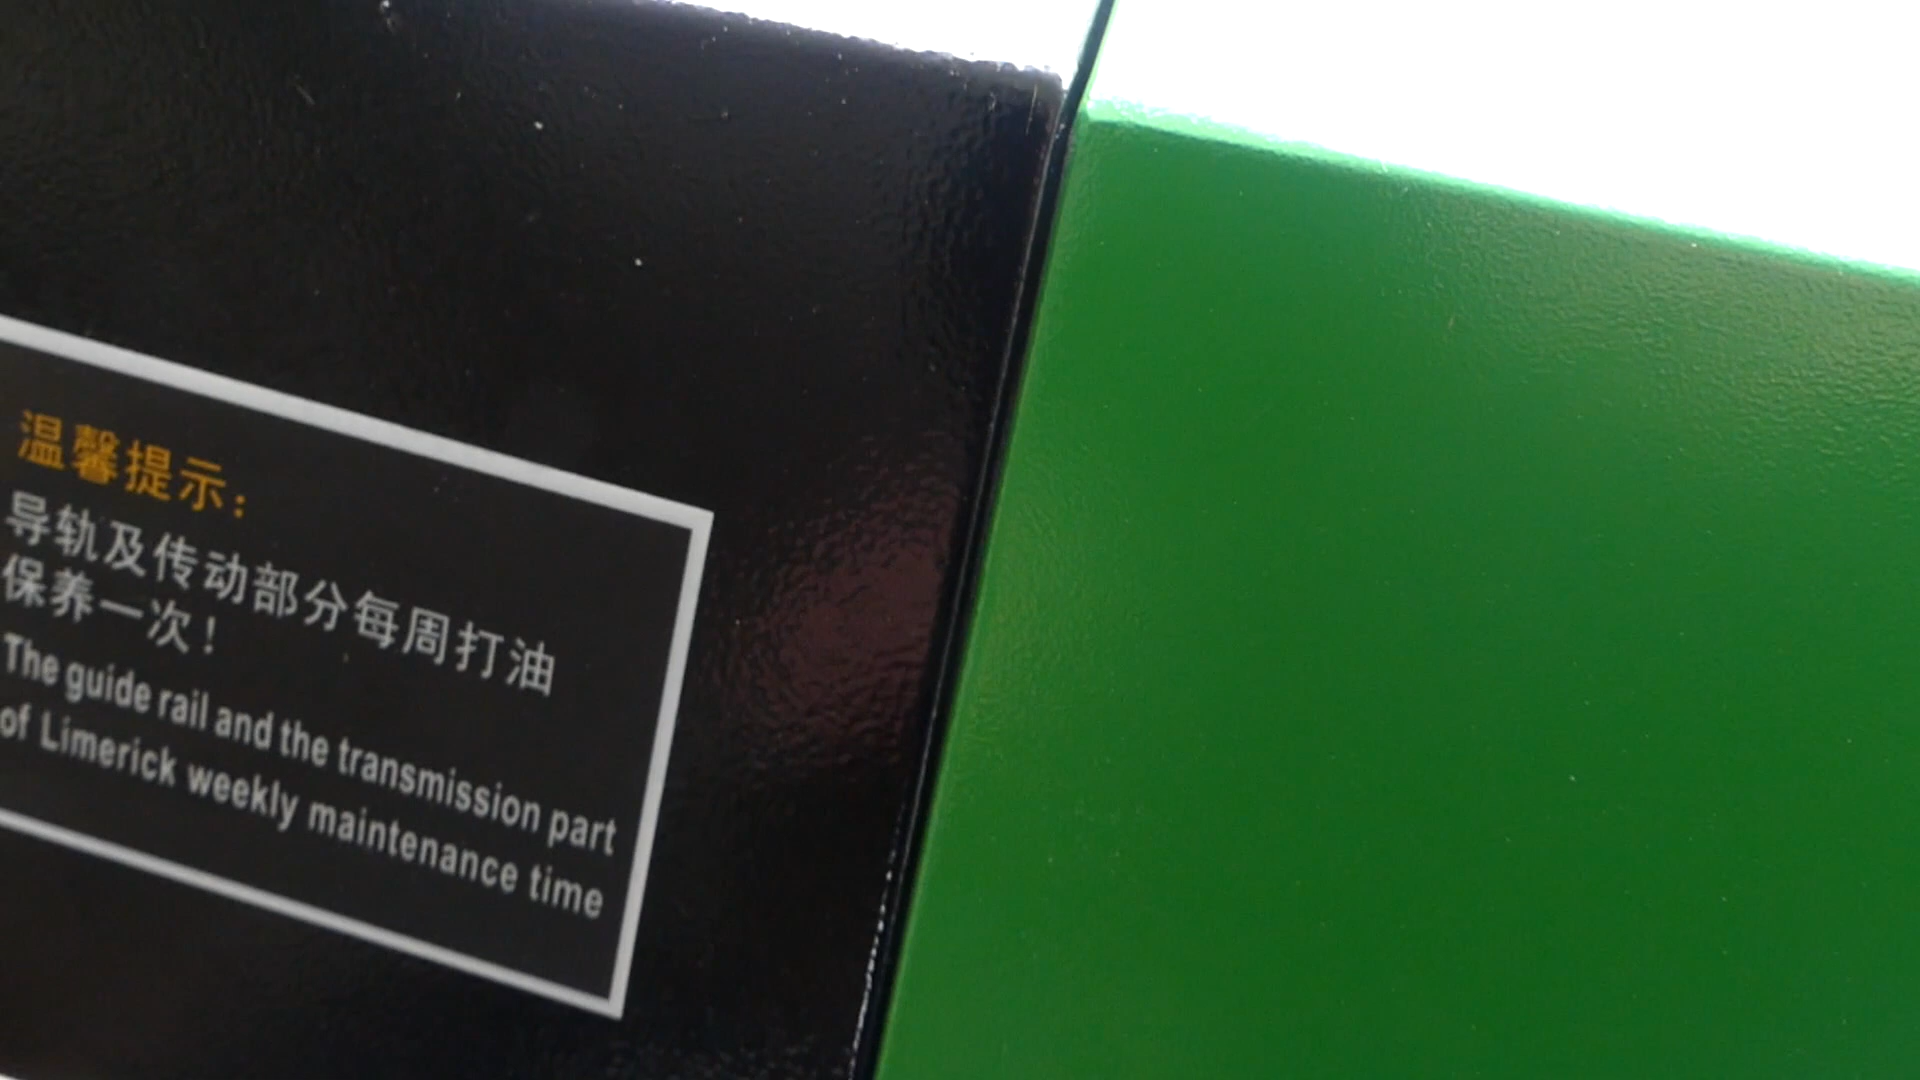 温馨提示:
导轨及传动部分每周打油
保养一次!
The guide rail and the transmission part
of Limerick weekly maintenance time